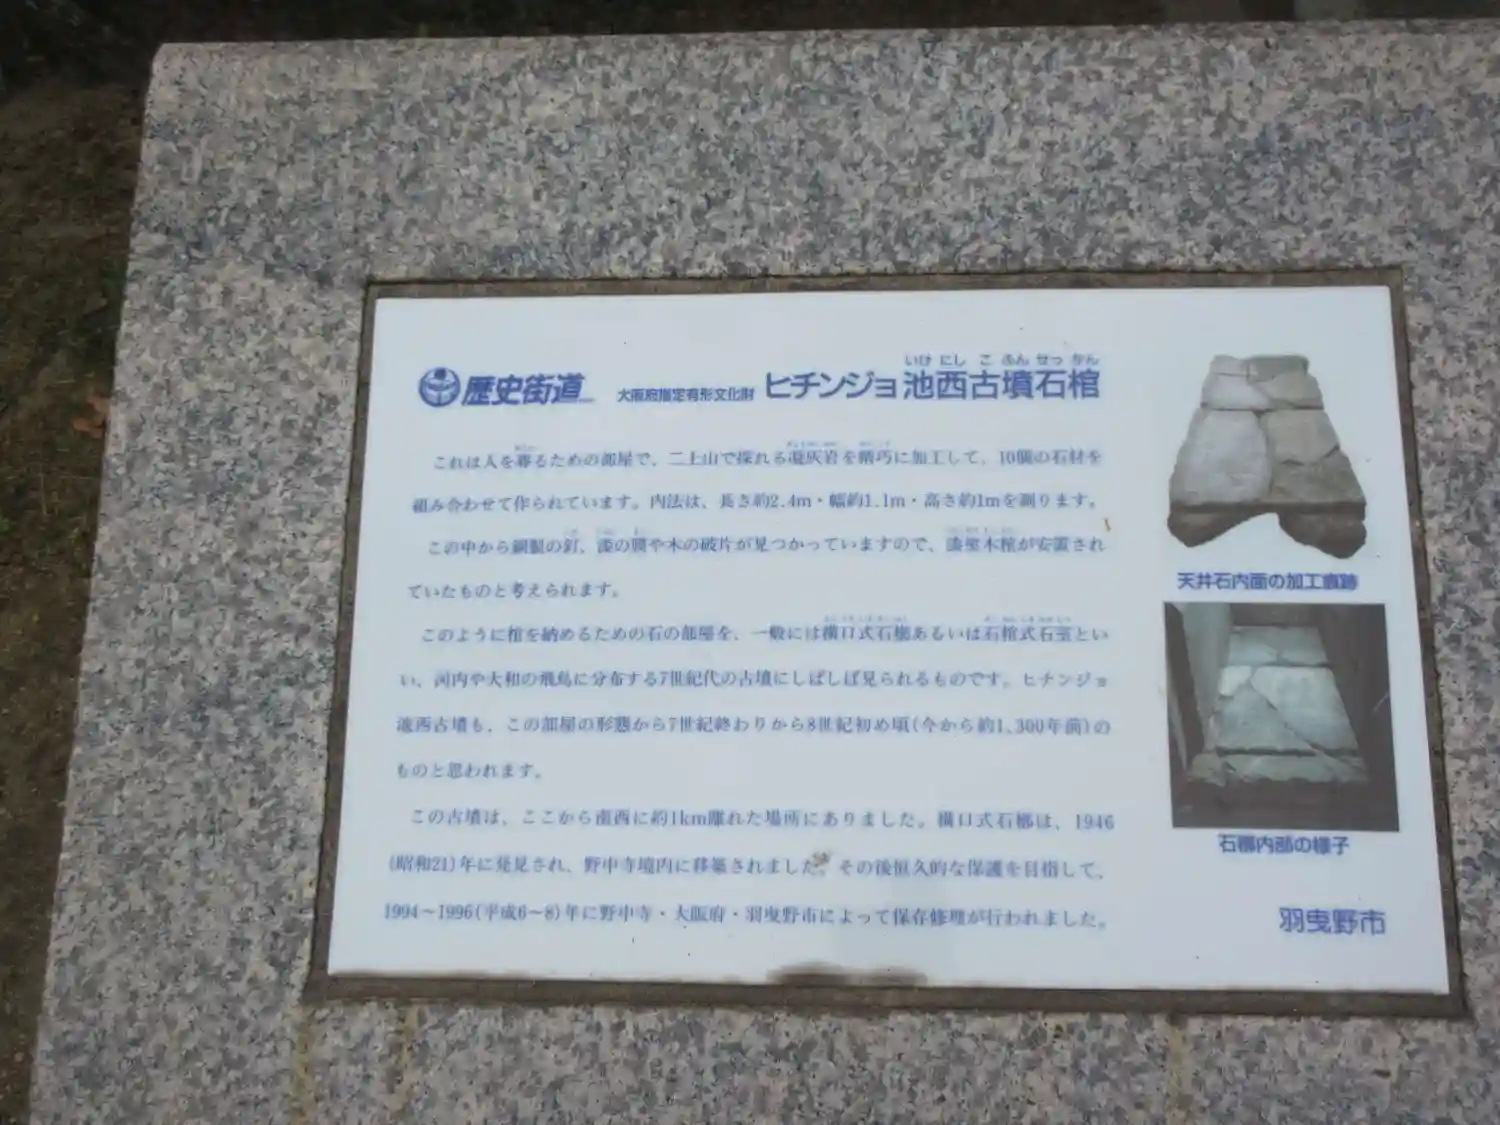 歴史街道 大阪府指定有形文化財 ヒチンジョ池西古墳石棺
いけ にし こ ふん せっ かん
これは人を葬るための部屋で、二上山で採れる凝灰岩を精巧に加工して、10個の石材を
組み合わせて作られています。内法は、長さ約2.4m・幅約1.1m・高さ約1mを測ります。
この中から銅製の釘、漆の膜や木の破片が見つかっていますので、漆塗木棺が安置され
ていたものと考えられます。
このように棺を納めるための石の部屋を、一般には横口式石槨あるいは石棺式石室とい
い、河内や大和の飛鳥に分布する7世紀代の古墳にしばしば見られるものです。ヒチンジョ
池西古墳も、この部屋の形態から7世紀終わりから8世紀初め頃(今から約1,300年前)の
ものと思われます。
この古墳は、ここから南西に約1km離れた場所にありました。横口式石槨は、1946
(昭和21)年に発見され、野中寺境内に移築されました。その後恒久的な保護を目指して、
1994～1996(平成6～8)年に野中寺・大阪府・羽曳野市によって保存修理が行われました。
天井石内面の加工痕跡
石槨内部の様子
羽曳野市